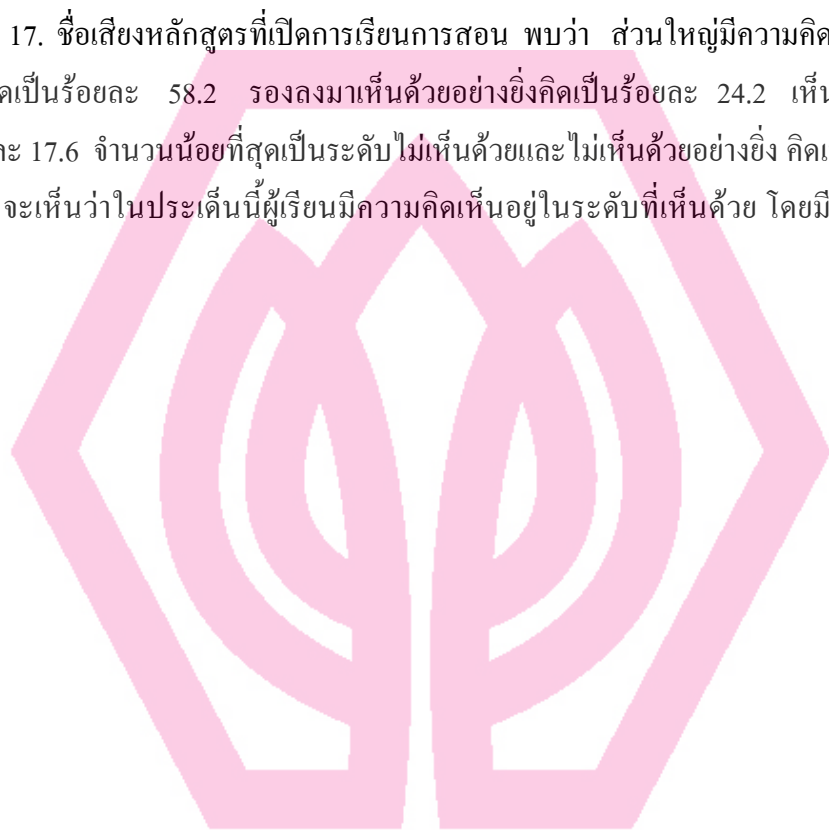 17. ชื่อเสียงหลักสูตรที่เปิดการเรียนการสอน พบว่า ส่วนใหญ่มีความคิด
ดเป็นร้อยละ 58.2 รองลงมาเห็นด้วยอย่างยิ่งคิดเป็นร้อยละ 24.2 เห็น
ละ 17.6 จำนวนน้อยที่สุดเป็นระดับไม่เห็นด้วยและไม่เห็นด้วยอย่างยิ่ง คิดเ
จะเห็นว่าในประเด็นนี้ผู้เรียนมีความคิดเห็นอยู่ในระดับที่เห็นด้วย โดยมี